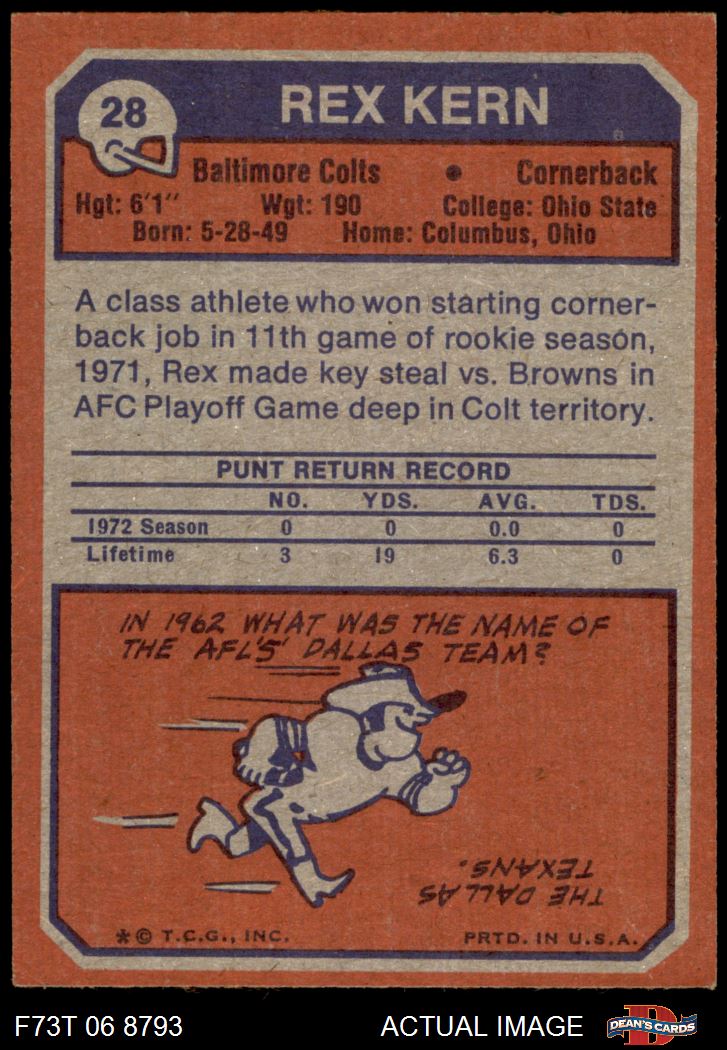 28
REX KERN
Baltimore Colts • Cornerback
Hgt: 6'1" Wgt: 190 College: Ohio State
Born: 5-28-49 Home: Columbus, Ohio
A class athlete who won starting corner-
back job in 11th game of rookie season,
1971, Rex made key steal vs. Browns in
AFC Playoff Game deep in Colt territory.
PUNT RETURN RECORD
NO. YDS. AVG. TDS.
1972 Season 0 0 0.0 0
Lifetime 3 19 6.3 0
IN 1962 WHAT WAS THE NAME OF
THE AFL'S' DALLAS TEAM?
THE DALLAS
TEXANS.
*© T.C.G., INC. PRTD. IN U.S.A.
F73T 06 8793 ACTUAL IMAGE
D
DEAN'S CARDS